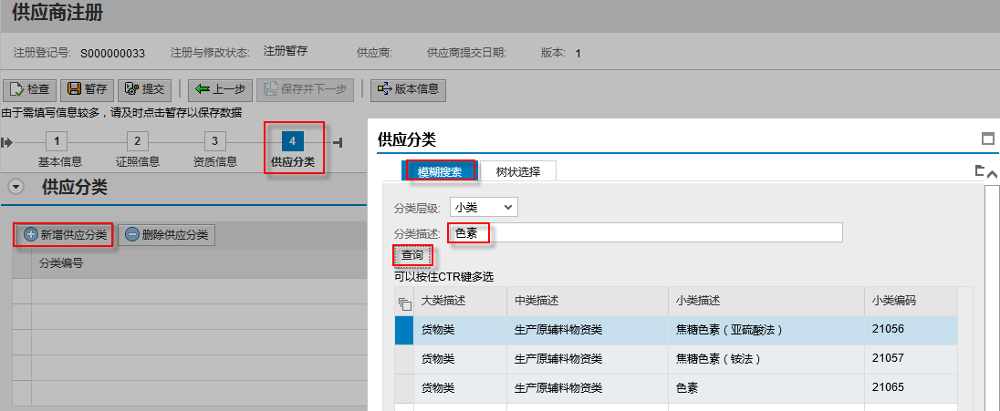 供应商注册
注册登记号: S000000033 注册与修改状态: 注册暂存 供应商: 供应商提交日期: 版本: 1
检查 暂存 提交 上一步 保存并下一步 版本信息
由于需填写信息较多，请及时点击暂存以保存数据
1 2 3 4
基本信息 证照信息 资质信息 供应分类
供应分类
新增供应分类 删除供应分类
分类编号
供应分类
模糊搜索 树状选择
分类层级: 小类
分类描述: 色素
查询
可以按住CTR键多选
大类描述 中类描述 小类描述 小类编码
货物类 生产原辅料物资类 焦糖色素（亚硫酸法） 21056
货物类 生产原辅料物资类 焦糖色素（铵法） 21057
货物类 生产原辅料物资类 色素 21065